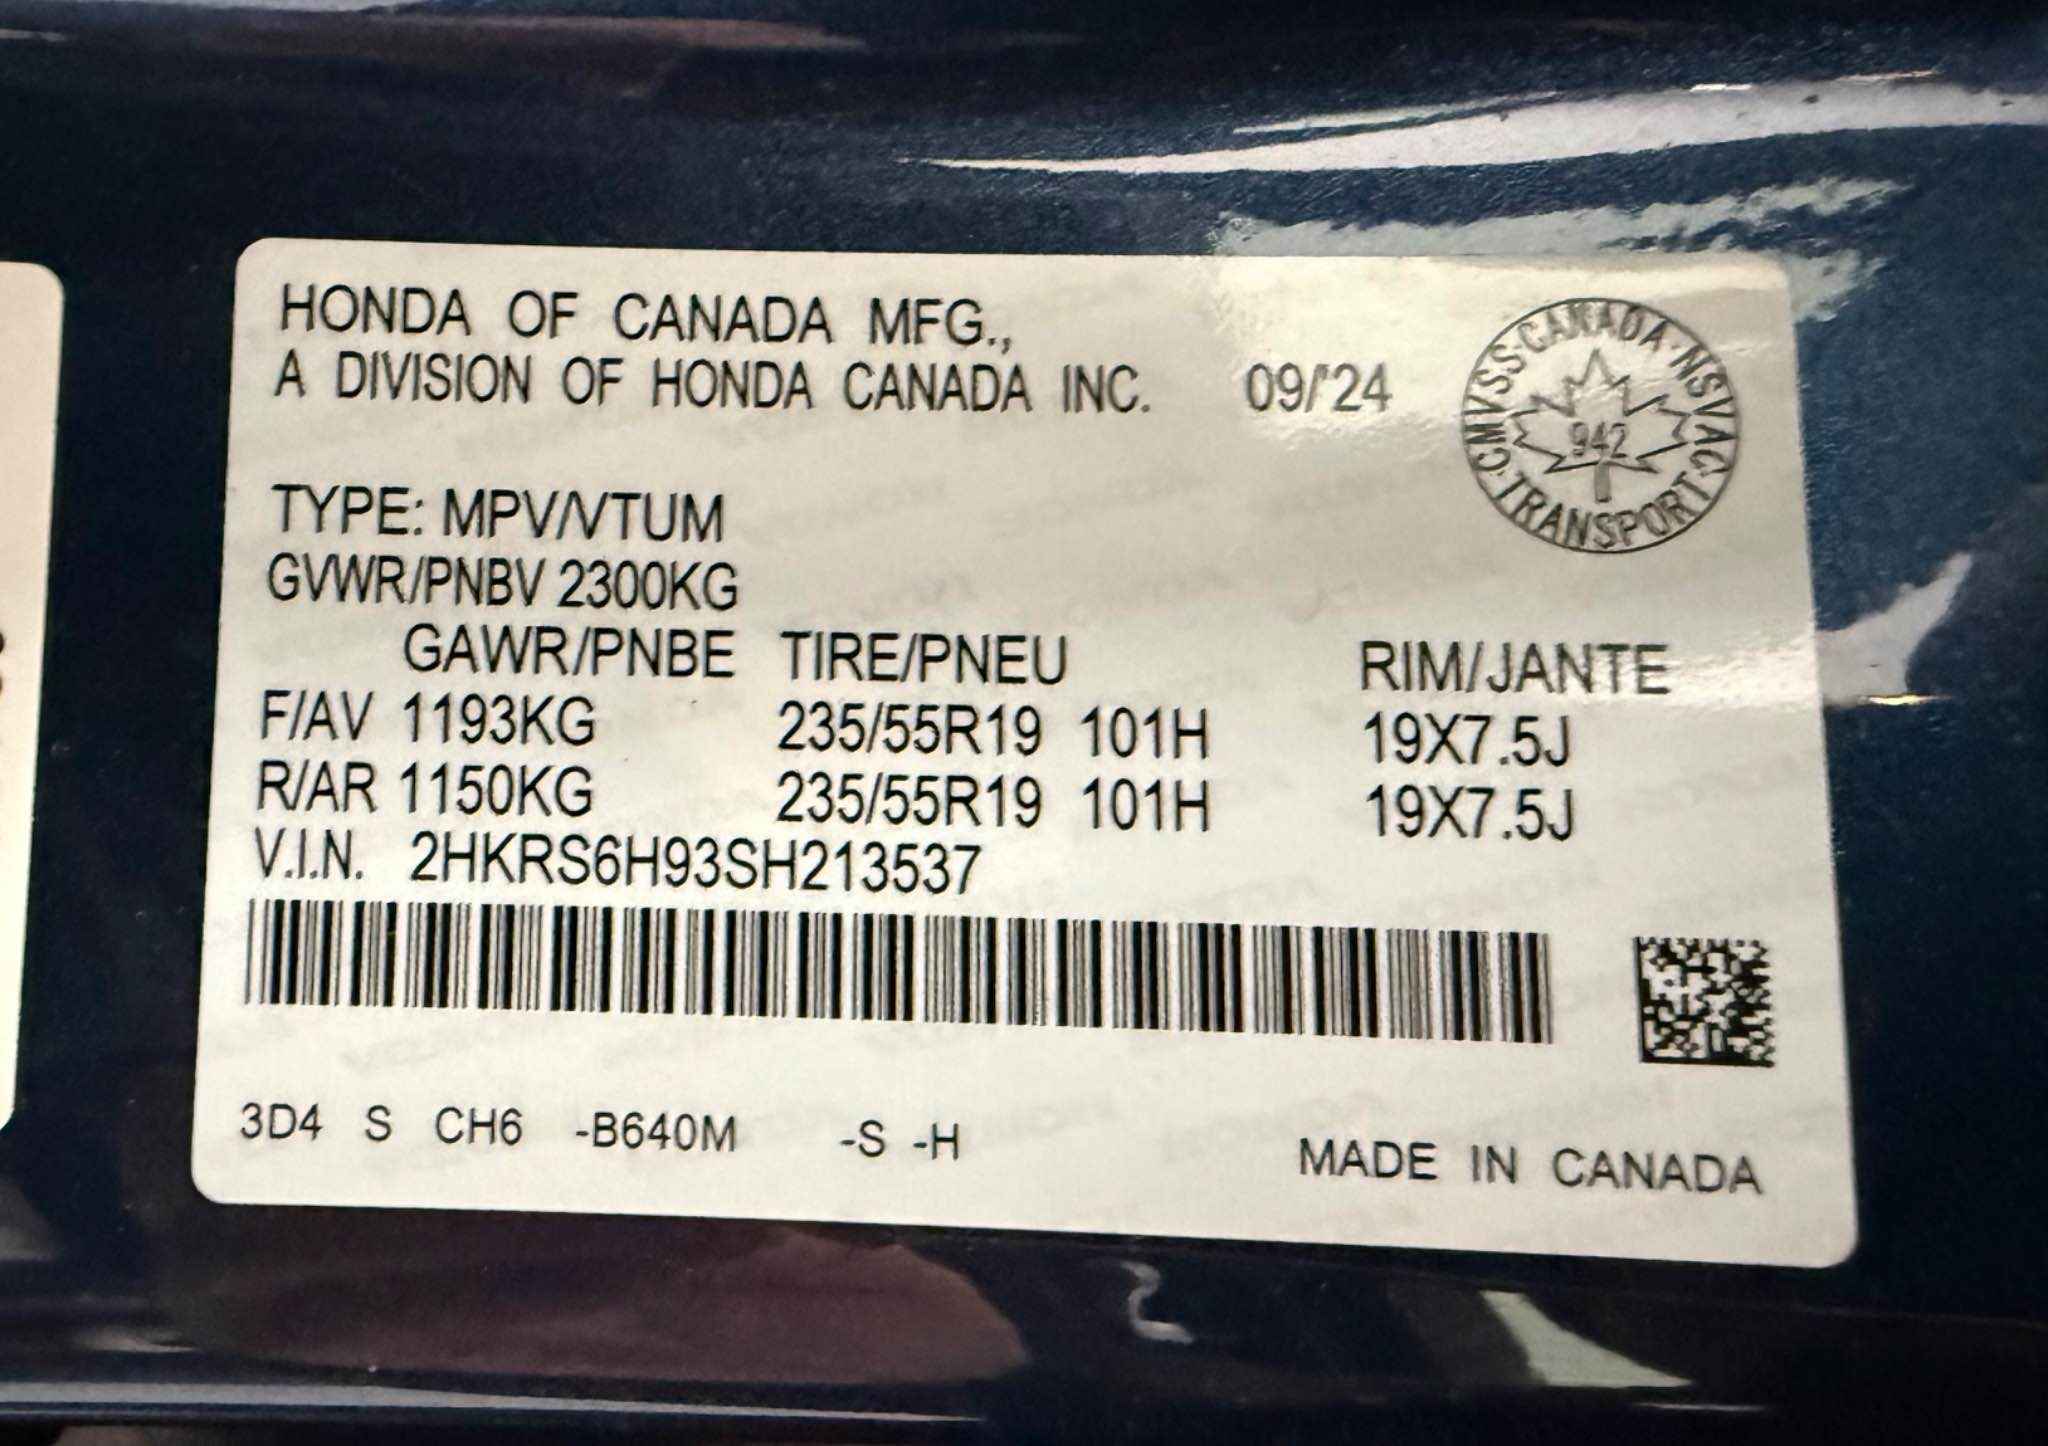 HONDA OF CANADA MFG.,
A DIVISION OF HONDA CANADA INC. 09/'24
CMVSS·CANADA·NSVAC·TRANSPORT
942
TYPE: MPV/VTUM
GVWR/PNBV 2300KG
GAWR/PNBE TIRE/PNEU RIM/JANTE
F/AV 1193KG 235/55R19 101H 19X7.5J
R/AR 1150KG 235/55R19 101H 19X7.5J
V.I.N. 2HKRS6H93SH213537
3D4 S CH6 -B640M -S -H
MADE IN CANADA